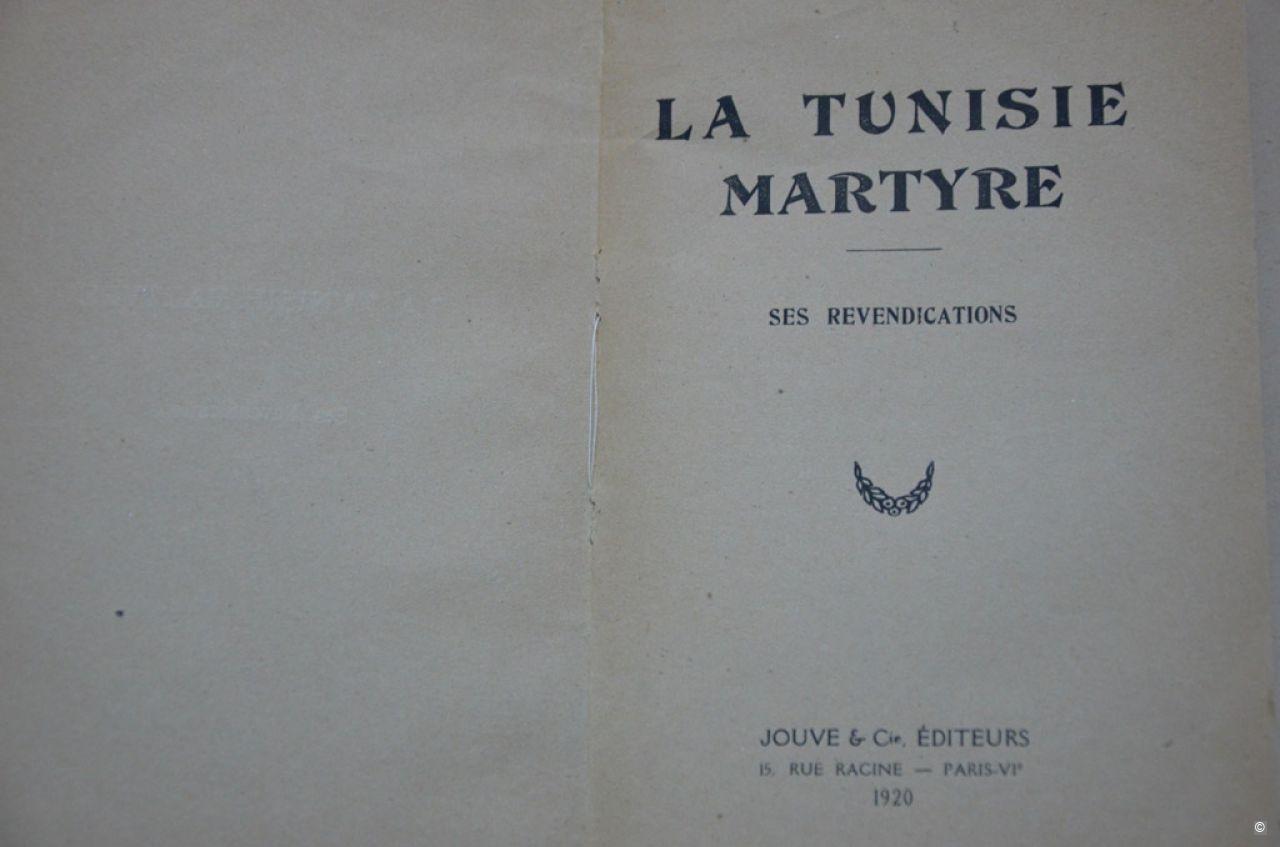 LA TUNISIE
MARTYRE
SES REVENDICATIONS
JOUVE & Cie, ÉDITEURS
15, RUE RACINE — PARIS-VIe
1920
©